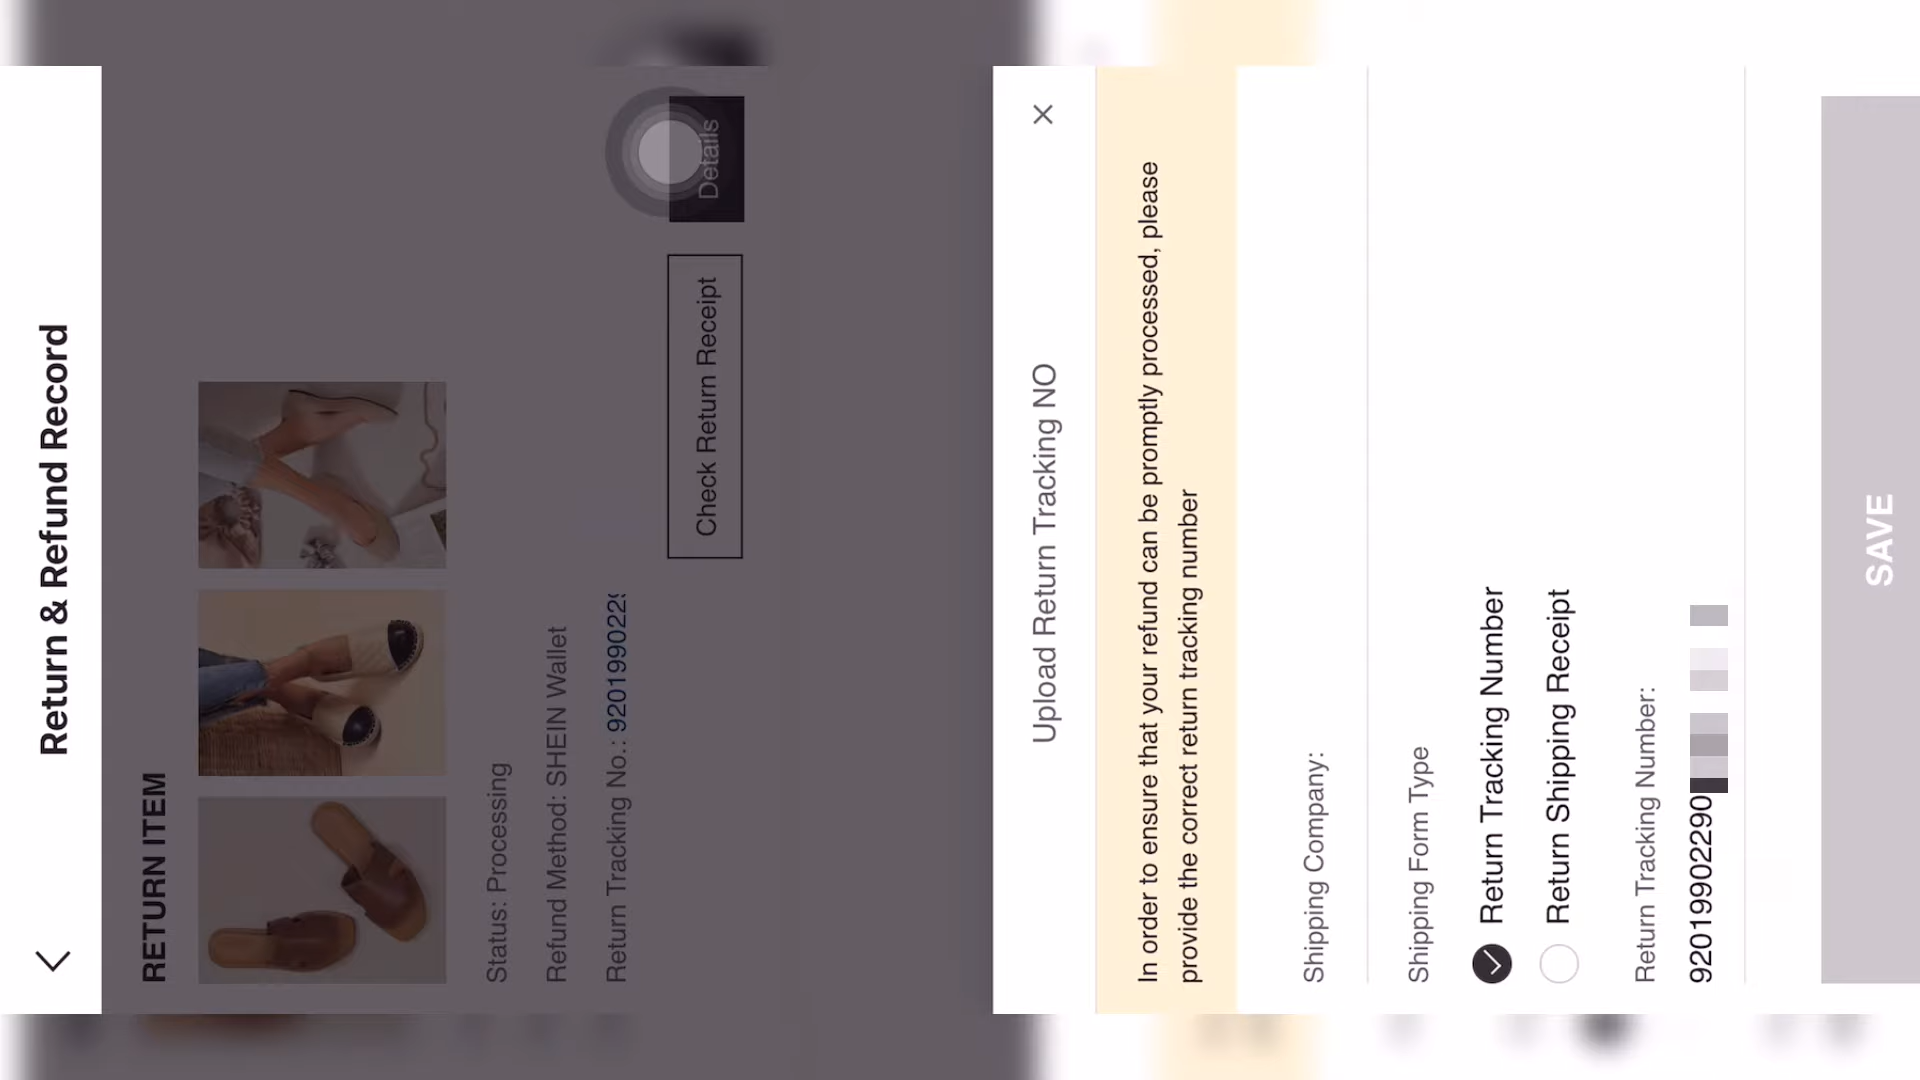 Return & Refund Record
RETURN ITEM
Status: Processing
Refund Method: SHEIN Wallet
Return Tracking No.: 920199022
Check Return Receipt
Details
Upload Return Tracking NO
In order to ensure that your refund can be promptly processed, please
provide the correct return tracking number
Shipping Company:
Shipping Form Type
Return Tracking Number
Return Shipping Receipt
Return Tracking Number:
920199022290
SAVE